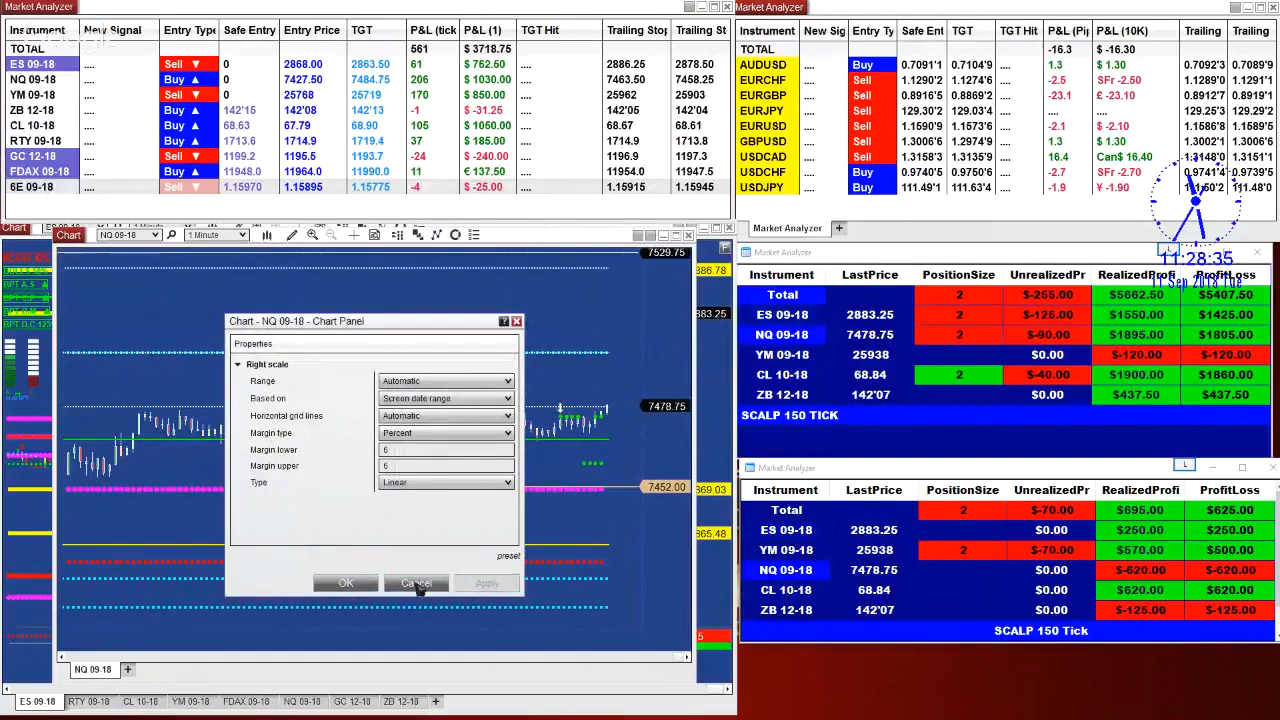 Market Analyzer
Instrument New Signal Entry Type Safe Entry Entry Price TGT P&L (tick P&L (1) TGT Hit Trailing Stop Trailing St
TOTAL 561 $ 3718.75
ES 09-18 .... Sell ▼ 0 2868.00 2863.50 61 $ 762.50 .... 2886.25 2878.50
NQ 09-18 .... Buy ▲ 0 7427.50 7484.75 206 $ 1030.00 .... 7463.50 7458.25
YM 09-18 .... Sell ▼ 0 25768 25719 170 $ 850.00 .... 25962 25903
ZB 12-18 .... Buy ▲ 142'15 142'08 142'13 -1 $ -31.25 .... 142'05 142'04
CL 10-18 .... Buy ▲ 68.63 67.79 68.90 105 $ 1050.00 .... 68.67 68.61
RTY 09-18 .... Buy ▲ 1713.6 1714.9 1719.4 37 $ 185.00 .... 1714.9 1713.8
GC 12-18 .... Sell ▼ 1199.2 1195.5 1193.7 -24 $ -240.00 .... 1196.9 1197.3
FDAX 09-18 .... Buy ▲ 11948.0 11964.0 11990.0 11 € 137.50 .... 11954.0 11947.5
6E 09-18 .... Sell ▼ 1.15970 1.15895 1.15775 -4 $ -25.00 .... 1.15915 1.15945
Market Analyzer
Instrument New Sig Entry Ty Safe Ent TGT TGT Hit P&L (Pi P&L (10K) Trailing Trailing
TOTAL -16.3 $ -16.30
AUDUSD .... Buy 0.7091'1 0.7104'9 .... 1.3 $ 1.30 0.7092'3 0.7089'9
EURCHF .... Sell 1.1290'2 1.1274'6 .... -2.5 SFr -2.50 1.1289'0 1.1291'6
EURGBP .... Sell 0.8916'5 0.8869'2 .... -23.1 £ -23.10 0.8912'7 0.8915'6
EURJPY .... Sell 129.30'2 129.03'4 .... .... 129.25'3 129.29'6
EURUSD .... Sell 1.1590'9 1.1573'6 .... -2.1 $ -2.10 1.1586'8 1.1589'5
GBPUSD .... Sell 1.3006'6 1.2974'1 .... 1.3 $ 1.30 1.3002'1 1.3006'6
USDCAD .... Sell 1.3158'3 1.3135'9 .... 16.4 Can$ 16.40 1.3148'0 1.3151'0
USDCHF .... Buy 0.9740'6 0.9750'6 .... -2.7 SFr -2.70 0.9741'4 0.9739'5
USDJPY .... Buy 111.49'1 111.63'4 .... -1.9 ¥ -1.90 111.48'0
Market Analyzer +
11:28:35
11 Sep 2018 Tue
Chart
Chart NQ 09-18 1 Minute
F
7529.75
886.78
883.25
7478.75
7452.00
869.03
865.48
BPT A.S
BPT D.C 123
Chart - NQ 09-18 - Chart Panel
Properties
Right scale
Range Automatic
Based on Screen date range
Horizontal grid lines Automatic
Margin type Percent
Margin lower 5
Margin upper 5
Type Linear
preset
OK Cancel Apply
NQ 09-18 +
ES 09-18 RTY 09-18 CL 10-18 YM 09-18 FDAX 09-18 NQ 09-18 GC 12-18 ZB 12-18 +
Market Analyzer L
Instrument LastPrice PositionSize UnrealizedPr RealizedProfi ProfitLoss
Total 2 $-255.00 $5662.50 $5407.50
ES 09-18 2883.25 2 $-125.00 $1550.00 $1425.00
NQ 09-18 7478.75 2 $-90.00 $1895.00 $1805.00
YM 09-18 25938 $0.00 $-120.00 $-120.00
CL 10-18 68.84 2 $-40.00 $1900.00 $1860.00
ZB 12-18 142'07 $0.00 $437.50 $437.50
SCALP 150 TICK
Market Analyzer L
Instrument LastPrice PositionSize UnrealizedPr RealizedProfi ProfitLoss
Total 2 $-70.00 $695.00 $625.00
ES 09-18 2883.25 $0.00 $250.00 $250.00
YM 09-18 25938 2 $-70.00 $570.00 $500.00
NQ 09-18 7478.75 $0.00 $-620.00 $-620.00
CL 10-18 68.84 $0.00 $620.00 $620.00
ZB 12-18 142'07 $0.00 $-125.00 $-125.00
SCALP 150 Tick